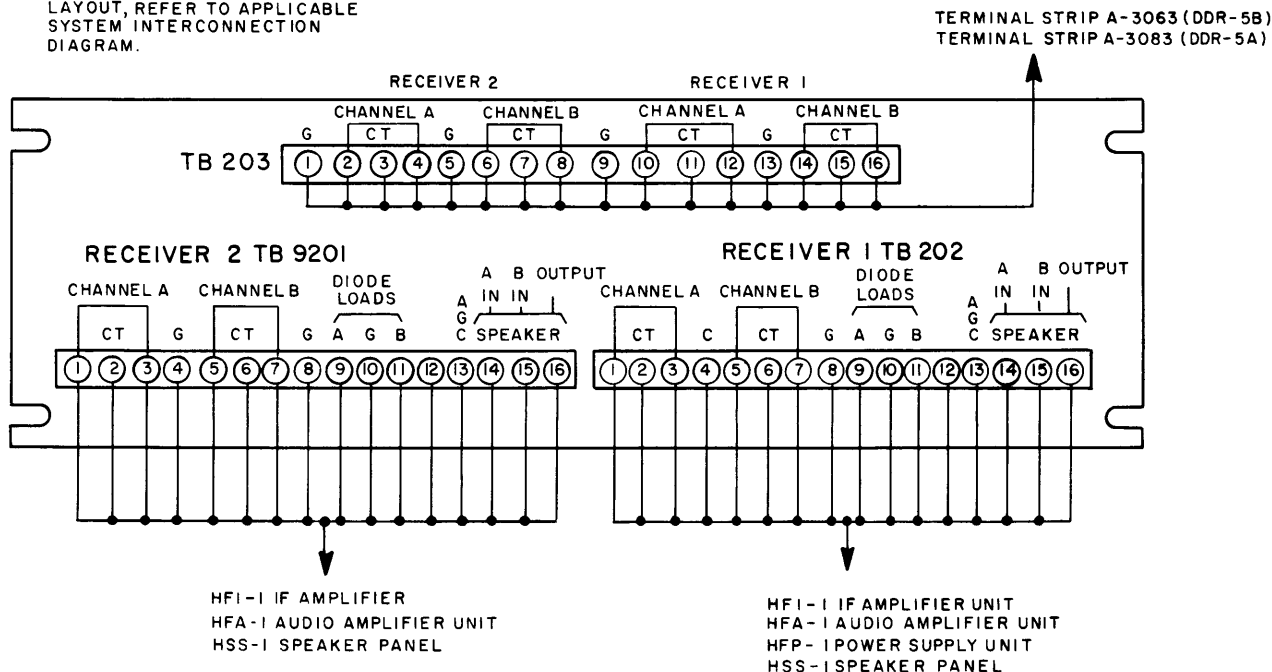 LAYOUT, REFER TO APPLICABLE
SYSTEM INTERCONNECTION
DIAGRAM.
TERMINAL STRIP A-3063 (DDR-5B)
TERMINAL STRIP A-3083 (DDR-5A)
RECEIVER 2 RECEIVER 1
CHANNEL A CHANNEL B CHANNEL A CHANNEL B
G CT G CT G CT G CT
TB 203 1 2 3 4 5 6 7 8 9 10 11 12 13 14 15 16
RECEIVER 2 TB 9201
CHANNEL A CHANNEL B DIODE LOADS A IN B IN OUTPUT
CT G CT G A G B AGC SPEAKER
1 2 3 4 5 6 7 8 9 10 11 12 13 14 15 16
RECEIVER 1 TB 202
CHANNEL A CHANNEL B DIODE LOADS A IN B IN OUTPUT
CT C CT G A G B AGC SPEAKER
1 2 3 4 5 6 7 8 9 10 11 12 13 14 15 16
HFI-1 IF AMPLIFIER
HFA-1 AUDIO AMPLIFIER UNIT
HSS-1 SPEAKER PANEL
HFI-1 IF AMPLIFIER UNIT
HFA-1 AUDIO AMPLIFIER UNIT
HFP-1 POWER SUPPLY UNIT
HSS-1 SPEAKER PANEL